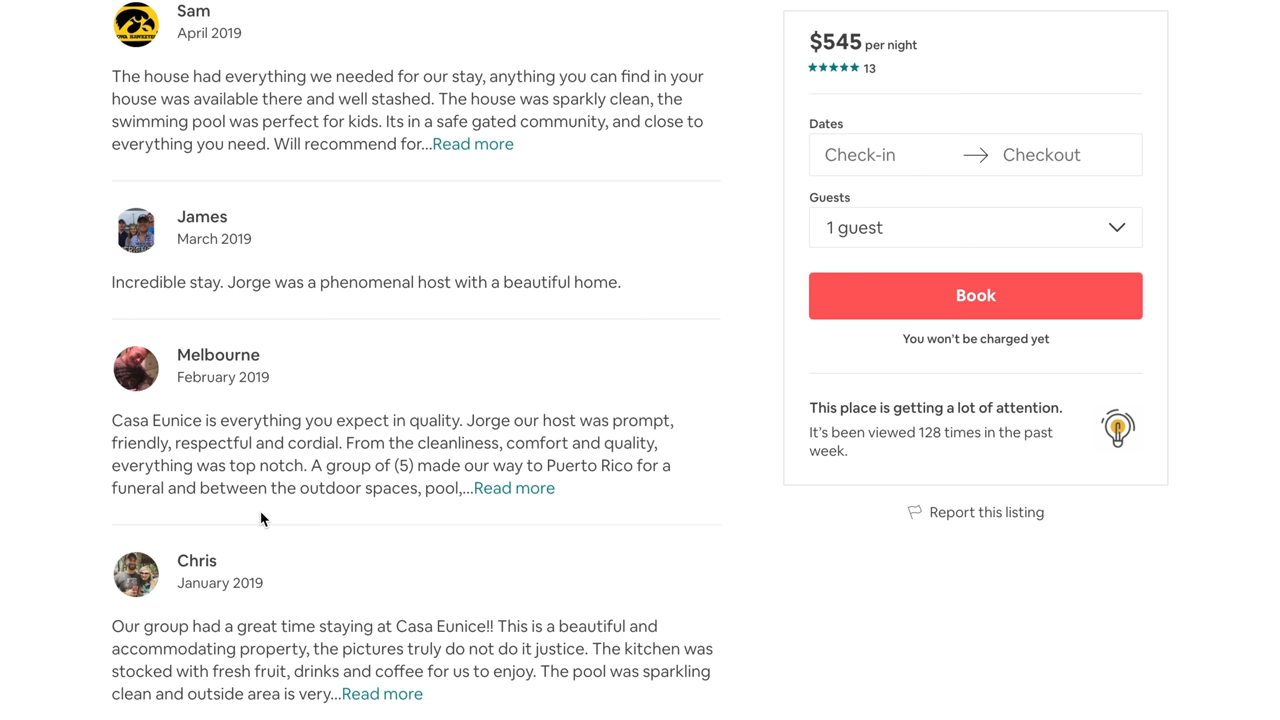 Sam
April 2019
The house had everything we needed for our stay, anything you can find in your
house was available there and well stashed. The house was sparkly clean, the
swimming pool was perfect for kids. Its in a safe gated community, and close to
everything you need. Will recommend for...Read more
James
March 2019
Incredible stay. Jorge was a phenomenal host with a beautiful home.
Melbourne
February 2019
Casa Eunice is everything you expect in quality. Jorge our host was prompt,
friendly, respectful and cordial. From the cleanliness, comfort and quality,
everything was top notch. A group of (5) made our way to Puerto Rico for a
funeral and between the outdoor spaces, pool,...Read more
Chris
January 2019
Our group had a great time staying at Casa Eunice!! This is a beautiful and
accommodating property, the pictures truly do not do it justice. The kitchen was
stocked with fresh fruit, drinks and coffee for us to enjoy. The pool was sparkling
clean and outside area is very...Read more
$545 per night
13
Dates
Check-in
Checkout
Guests
1 guest
Book
You won't be charged yet
This place is getting a lot of attention.
It's been viewed 128 times in the past
week.
Report this listing